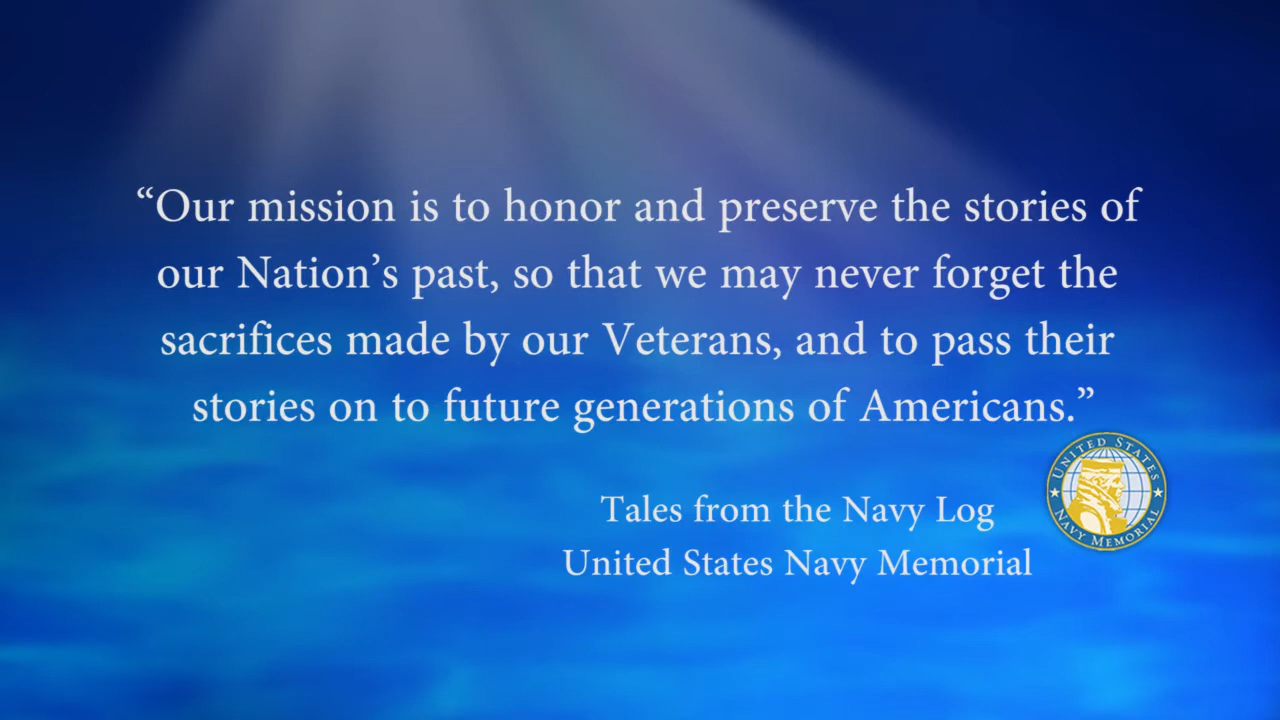 “Our mission is to honor and preserve the stories of
our Nation’s past, so that we may never forget the
sacrifices made by our Veterans, and to pass their
stories on to future generations of Americans.”
Tales from the Navy Log
United States Navy Memorial
UNITED STATES
NAVY MEMORIAL